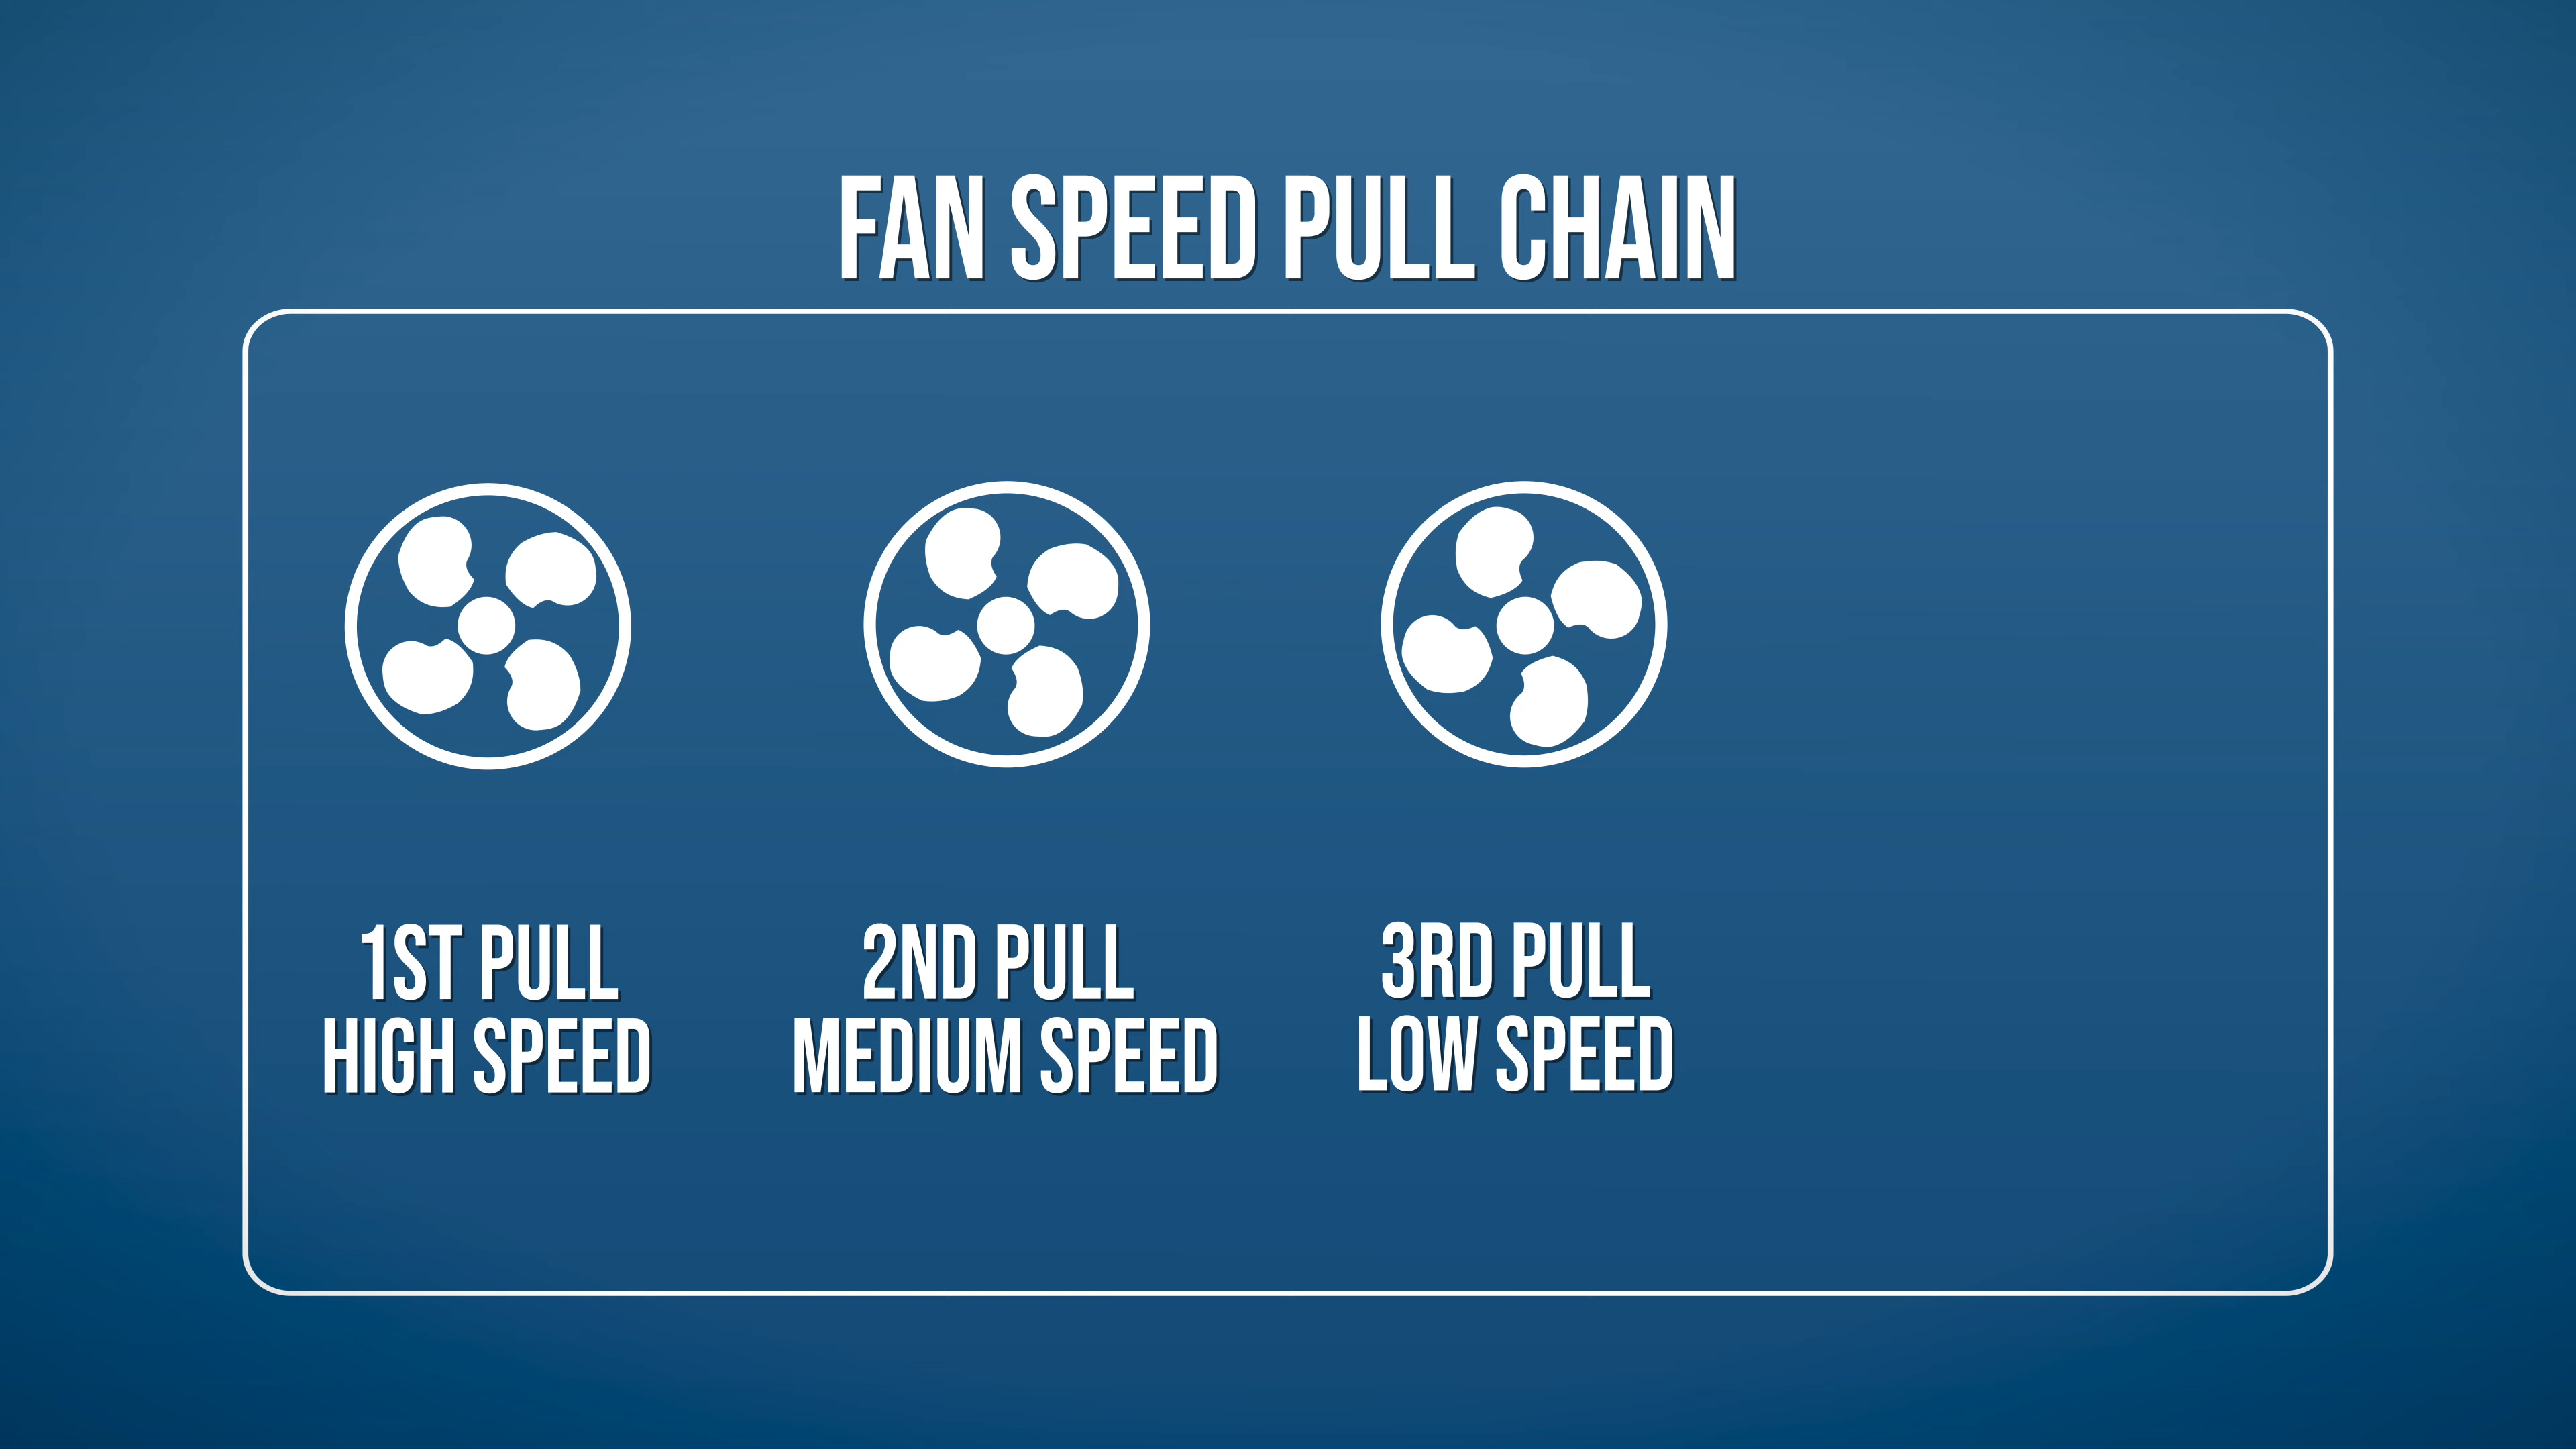 FAN SPEED PULL CHAIN
1ST PULL
HIGH SPEED
2ND PULL
MEDIUM SPEED
3RD PULL
LOW SPEED